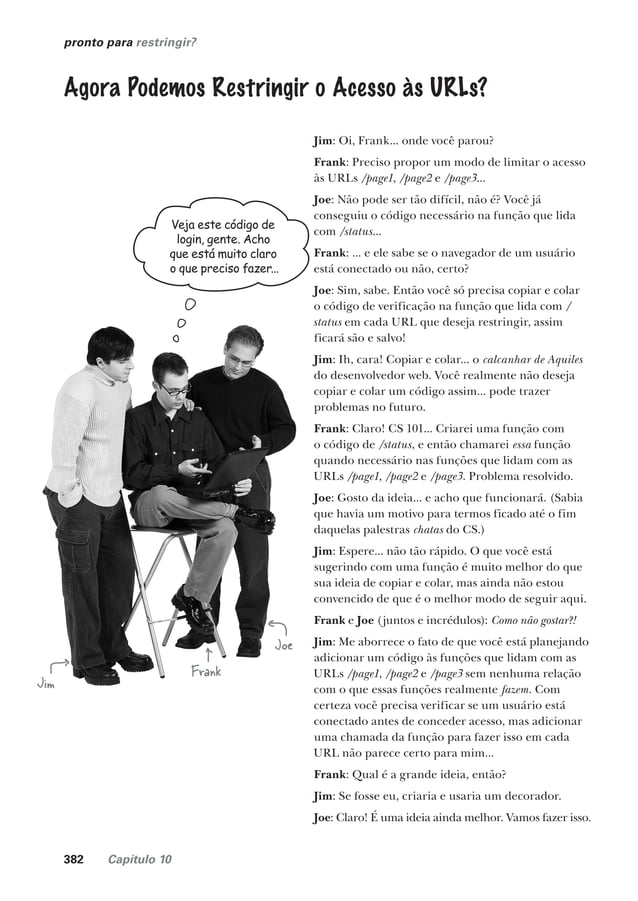 pronto para restringir?
Agora Podemos Restringir o Acesso às URLs?
Veja este código de
login, gente. Acho
que está muito claro
o que preciso fazer...
Jim
Frank
Joe
Jim: Oi, Frank... onde você parou?
Frank: Preciso propor um modo de limitar o acesso
às URLs /page1, /page2 e /page3...
Joe: Não pode ser tão difícil, não é? Você já
conseguiu o código necessário na função que lida
com /status...
Frank: ... e ele sabe se o navegador de um usuário
está conectado ou não, certo?
Joe: Sim, sabe. Então você só precisa copiar e colar
o código de verificação na função que lida com /
status em cada URL que deseja restringir, assim
ficará são e salvo!
Jim: Ih, cara! Copiar e colar... o calcanhar de Aquiles
do desenvolvedor web. Você realmente não deseja
copiar e colar um código assim... pode trazer
problemas no futuro.
Frank: Claro! CS 101... Criarei uma função com
o código de /status, e então chamarei essa função
quando necessário nas funções que lidam com as
URLs /page1, /page2 e /page3. Problema resolvido.
Joe: Gosto da ideia... e acho que funcionará. (Sabia
que havia um motivo para termos ficado até o fim
daquelas palestras chatas do CS.)
Jim: Espere... não tão rápido. O que você está
sugerindo com uma função é muito melhor do que
sua ideia de copiar e colar, mas ainda não estou
convencido de que é o melhor modo de seguir aqui.
Frank e Joe (juntos e incrédulos): Como não gostar?!
Jim: Me aborrece o fato de que você está planejando
adicionar um código às funções que lidam com as
URLs /page1, /page2 e /page3 sem nenhuma relação
com o que essas funções realmente fazem. Com
certeza você precisa verificar se um usuário está
conectado antes de conceder acesso, mas adicionar
uma chamada da função para fazer isso em cada
URL não parece certo para mim...
Frank: Qual é a grande ideia, então?
Jim: Se fosse eu, criaria e usaria um decorador.
Joe: Claro! É uma ideia ainda melhor. Vamos fazer isso.
382 Capítulo 10